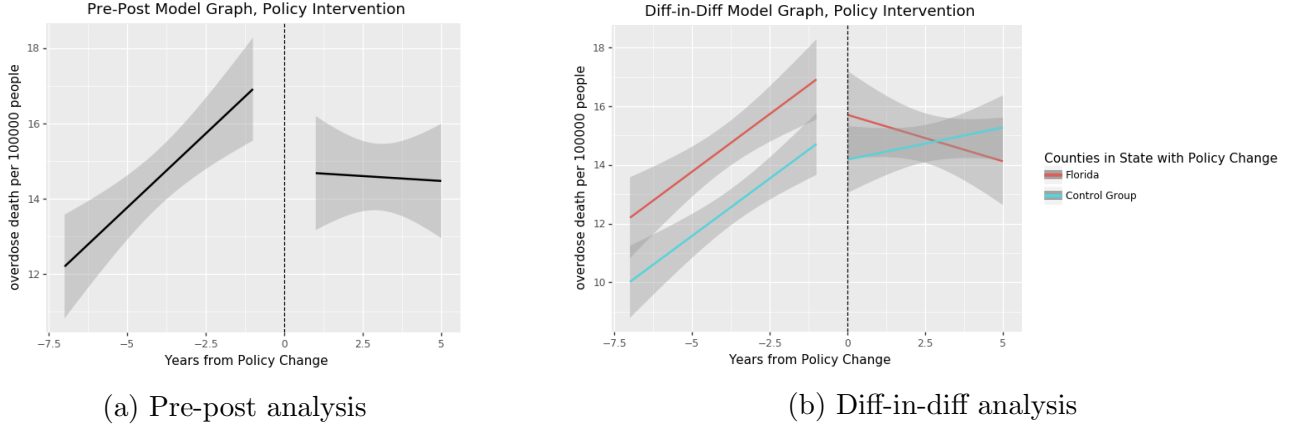 Pre-Post Model Graph, Policy Intervention
overdose death per 100000 people
18
16
14
12
−7.5
−5
−2.5
0
2.5
5
Years from Policy Change
(a) Pre-post analysis
Diff-in-Diff Model Graph, Policy Intervention
overdose death per 100000 people
18
16
14
12
10
−7.5
−5
−2.5
0
2.5
5
Years from Policy Change
Counties in State with Policy Change
Florida
Control Group
(b) Diff-in-diff analysis